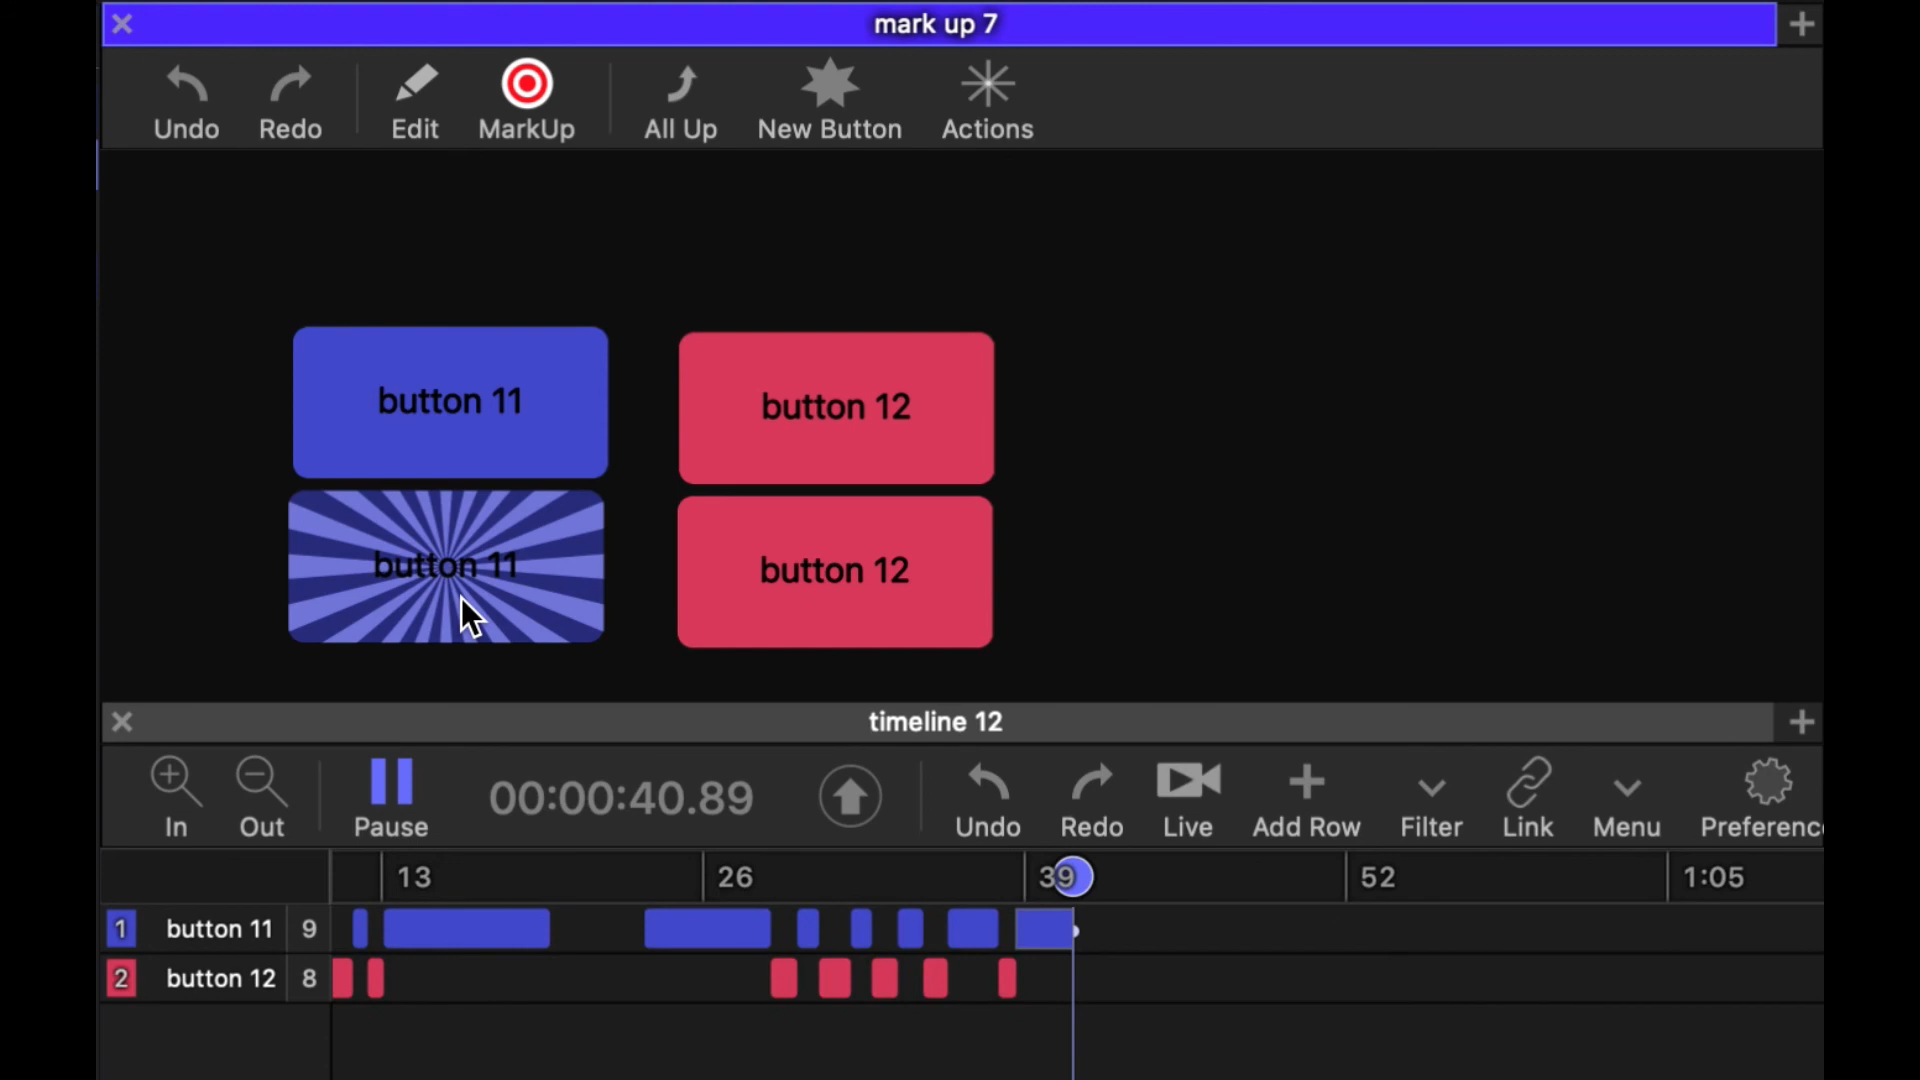 mark up 7
Undo Redo Edit MarkUp All Up New Button Actions
button 11 button 12
button 11 button 12
timeline 12
In Out Pause 00:00:40.89 Undo Redo Live Add Row Filter Link Menu Preferenc
13 26 39 52 1:05
1 button 11 9
2 button 12 8